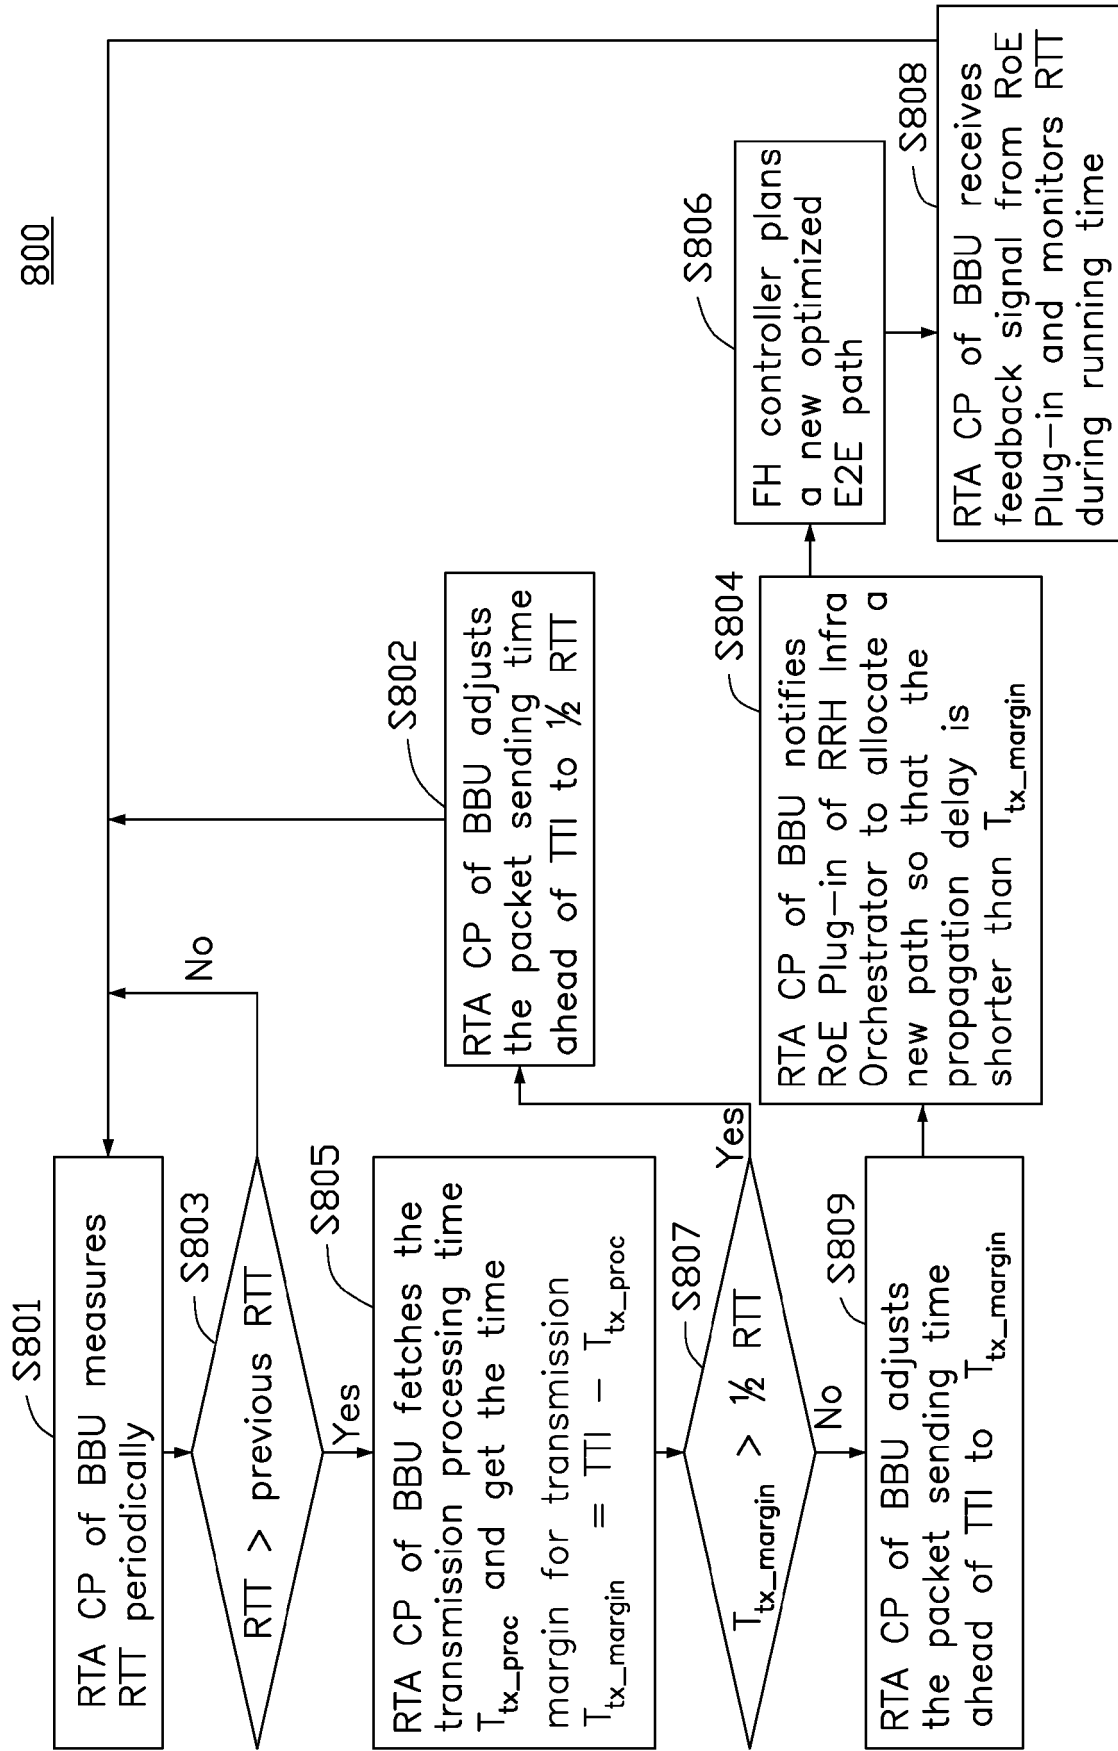 800
S801
RTA CP of BBU measures
RTT periodically
S803
RTT > previous RTT
No
Yes
S805
RTA CP of BBU fetches the
transmission processing time
Ttx_proc and get the time
margin for transmission
Ttx_margin = TTI − Ttx_proc
S807
Ttx_margin > ½ RTT
Yes
No
S802
RTA CP of BBU adjusts
the packet sending time
ahead of TTI to ½ RTT
S809
RTA CP of BBU adjusts
the packet sending time
ahead of TTI to Ttx_margin
S804
RTA CP of BBU notifies
RoE Plug-in of RRH Infra
Orchestrator to allocate a
new path so that the
propagation delay is
shorter than Ttx_margin
S806
FH controller plans
a new optimized
E2E path
S808
RTA CP of BBU receives
feedback signal from RoE
Plug-in and monitors RTT
during running time